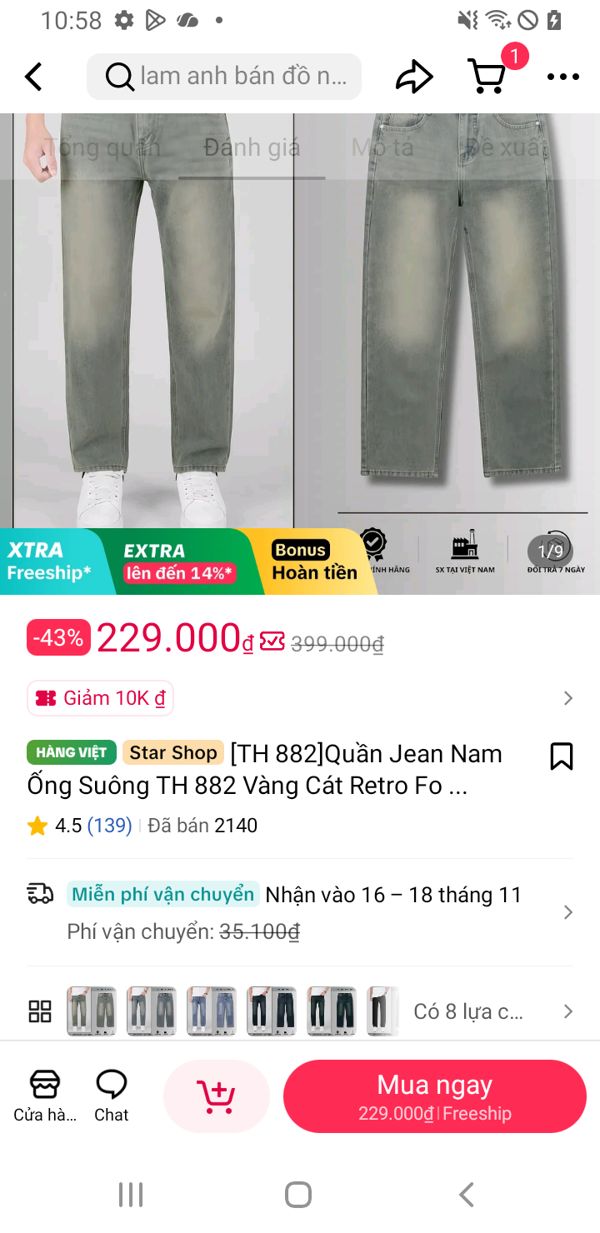 10:58
lam anh bán đồ n...
1
Tổng quan Đánh giá Mô tả Đề xuất
XTRA
Freeship*
EXTRA
lên đến 14%*
Bonus
Hoàn tiền
SX TẠI VIỆT NAM
ĐỔI TRẢ 7 NGÀY
1/9
-43% 229.000đ 399.000đ
Giảm 10K đ
HÀNG VIỆT Star Shop [TH 882]Quần Jean Nam
Ống Suông TH 882 Vàng Cát Retro Fo ...
4.5 (139) Đã bán 2140
Miễn phí vận chuyển Nhận vào 16 – 18 tháng 11
Phí vận chuyển: 35.100đ
Có 8 lựa c...
Cửa hà...
Chat
Mua ngay
229.000đ Freeship